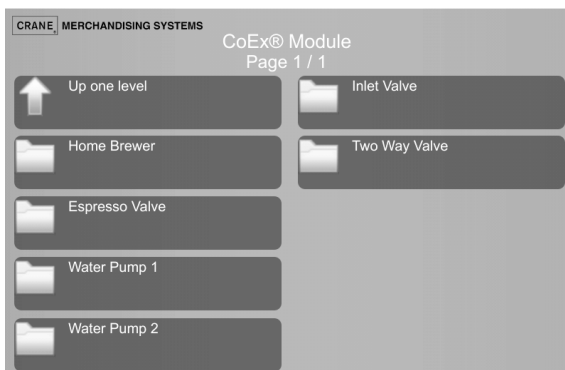 CRANE® MERCHANDISING SYSTEMS
CoEx® Module
Page 1 / 1
Up one level
Home Brewer
Espresso Valve
Water Pump 1
Water Pump 2
Inlet Valve
Two Way Valve